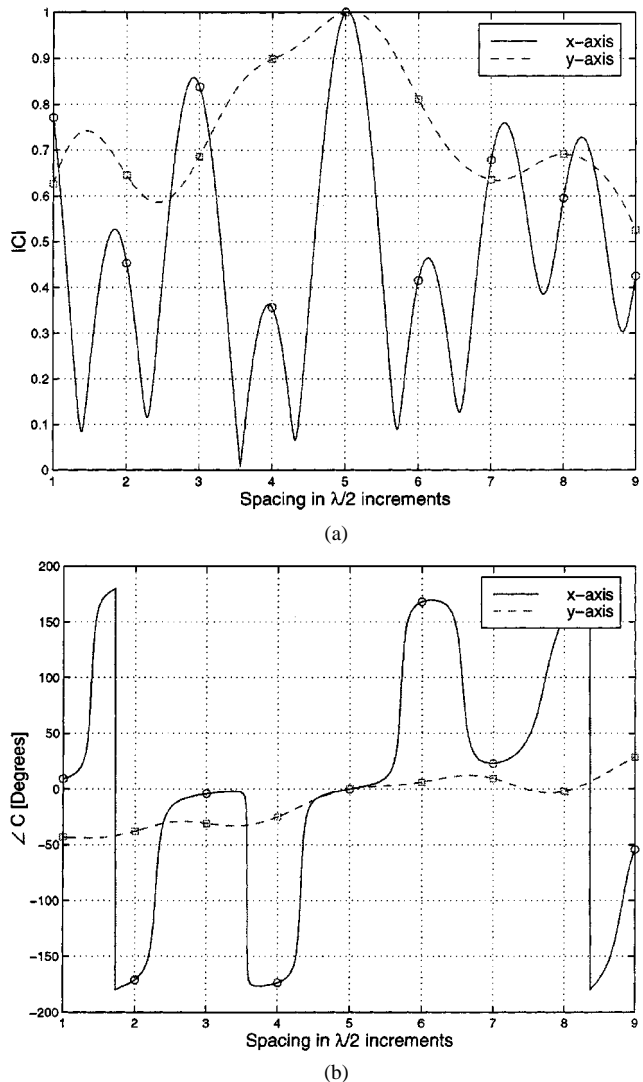 1
0.9
0.8
0.7
0.6
0.5
0.4
0.3
0.2
0.1
0
|C|
x-axis
y-axis
1 2 3 4 5 6 7 8 9
Spacing in λ/2 increments
(a)
200
150
100
50
0
-50
-100
-150
-200
∠ C [Degrees]
x-axis
y-axis
1 2 3 4 5 6 7 8 9
Spacing in λ/2 increments
(b)